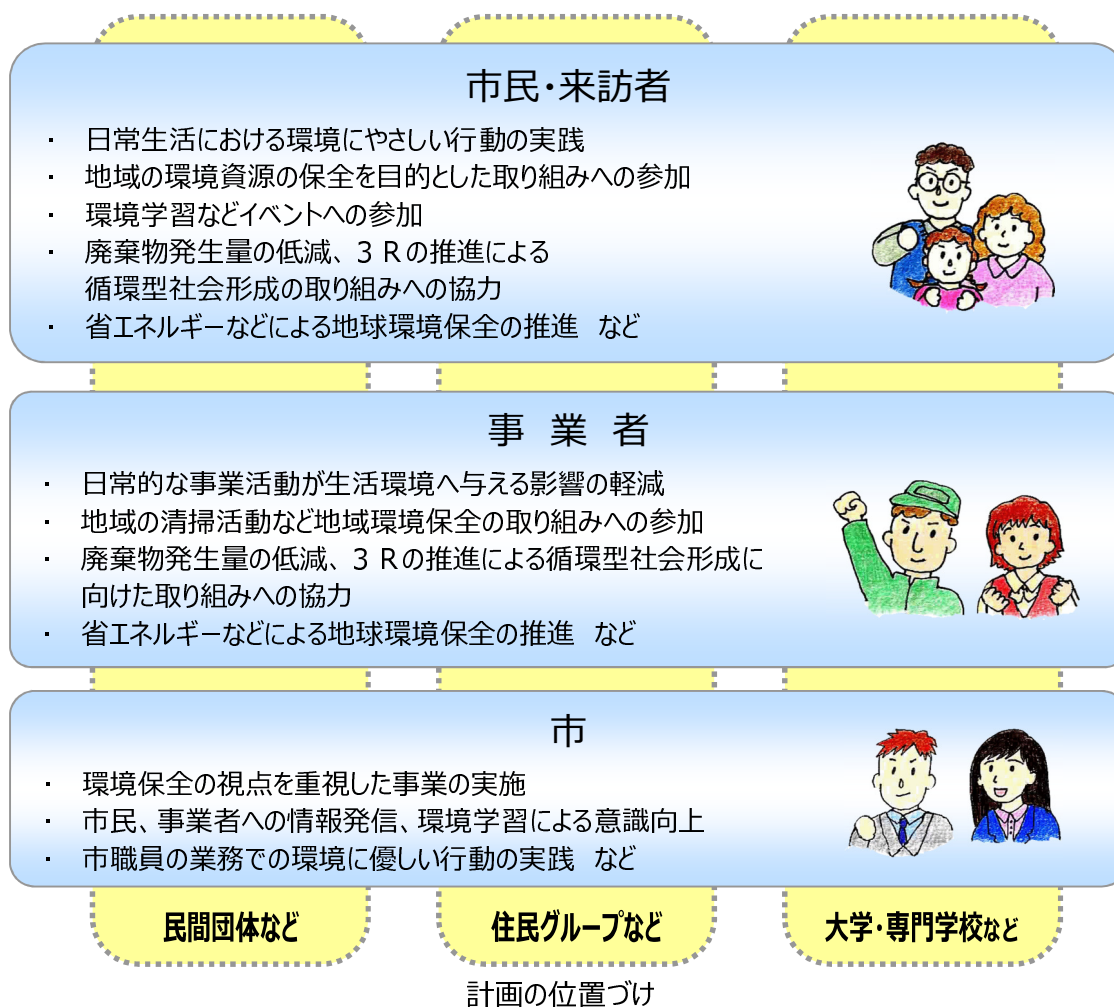 市民・来訪者
・ 日常生活における環境にやさしい行動の実践
・ 地域の環境資源の保全を目的とした取り組みへの参加
・ 環境学習などイベントへの参加
・ 廃棄物発生量の低減、３Ｒの推進による
循環型社会形成の取り組みへの協力
・ 省エネルギーなどによる地球環境保全の推進 など
事 業 者
・ 日常的な事業活動が生活環境へ与える影響の軽減
・ 地域の清掃活動など地域環境保全の取り組みへの参加
・ 廃棄物発生量の低減、３Ｒの推進による循環型社会形成に
向けた取り組みへの協力
・ 省エネルギーなどによる地球環境保全の推進 など
市
・ 環境保全の視点を重視した事業の実施
・ 市民、事業者への情報発信、環境学習による意識向上
・ 市職員の業務での環境に優しい行動の実践 など
民間団体など 住民グループなど 大学・専門学校など
計画の位置づけ